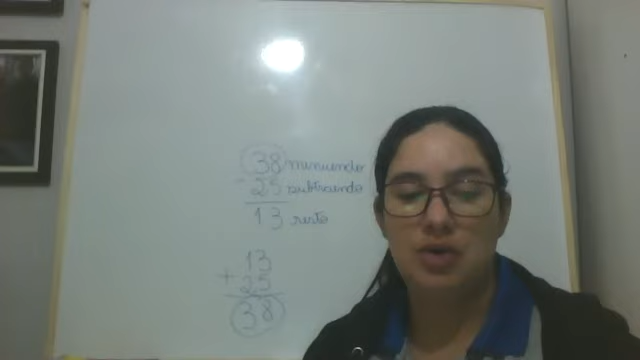 38 minuendo
- 25 subtraendo
13 resto
13
+ 25
38